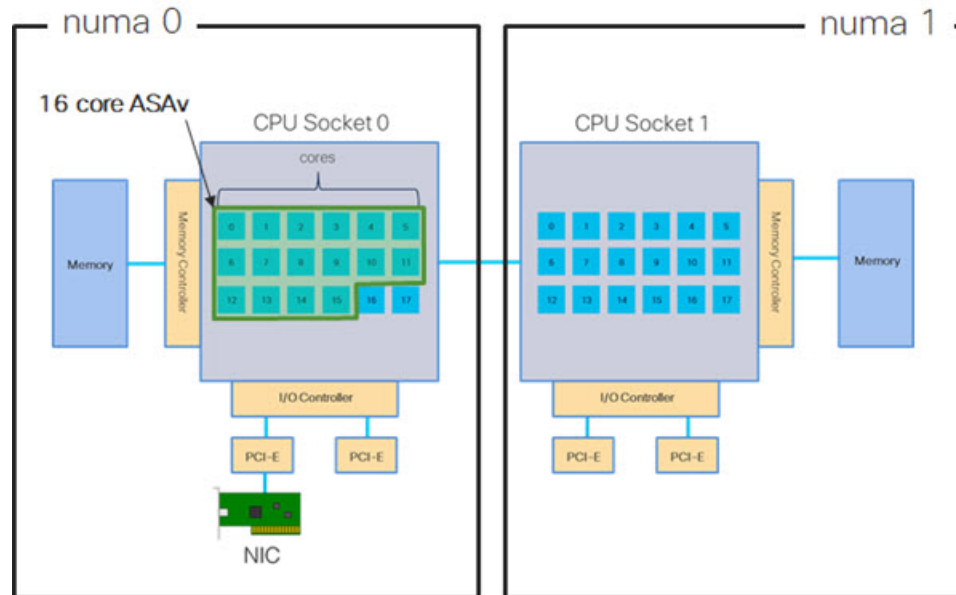 numa 0
numa 1
16 core ASAv
CPU Socket 0
CPU Socket 1
cores
Memory
Memory Controller
0 1 2 3 4 5
6 7 8 9 10 11
12 13 14 15 16 17
0 1 2 3 4 5
6 7 8 9 10 11
12 13 14 15 16 17
Memory Controller
Memory
I/O Controller
I/O Controller
PCI-E
PCI-E
PCI-E
PCI-E
NIC